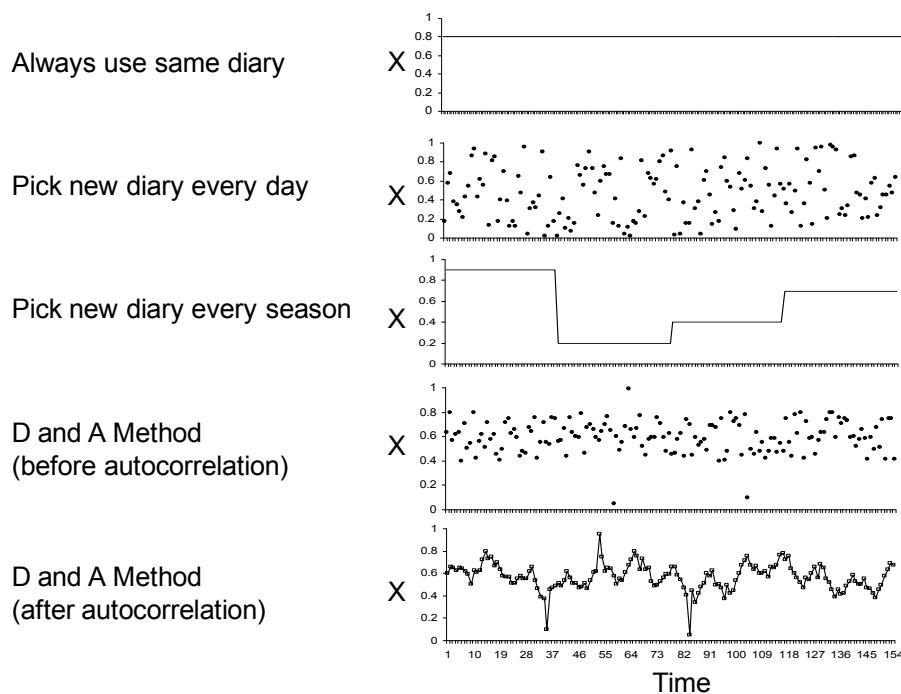 1
0.8
Always use same diary X 0.6
0.4
0.2
0
1
0.8
Pick new diary every day X 0.6
0.4
0.2
0
1
0.8
Pick new diary every season X 0.6
0.4
0.2
0
1
0.8
D and A Method X 0.6
(before autocorrelation) 0.4
0.2
0
1
0.8
D and A Method X 0.6
(after autocorrelation) 0.4
0.2
0
1 10 19 28 37 46 55 64 73 82 91 100 109 118 127 136 145 154
Time